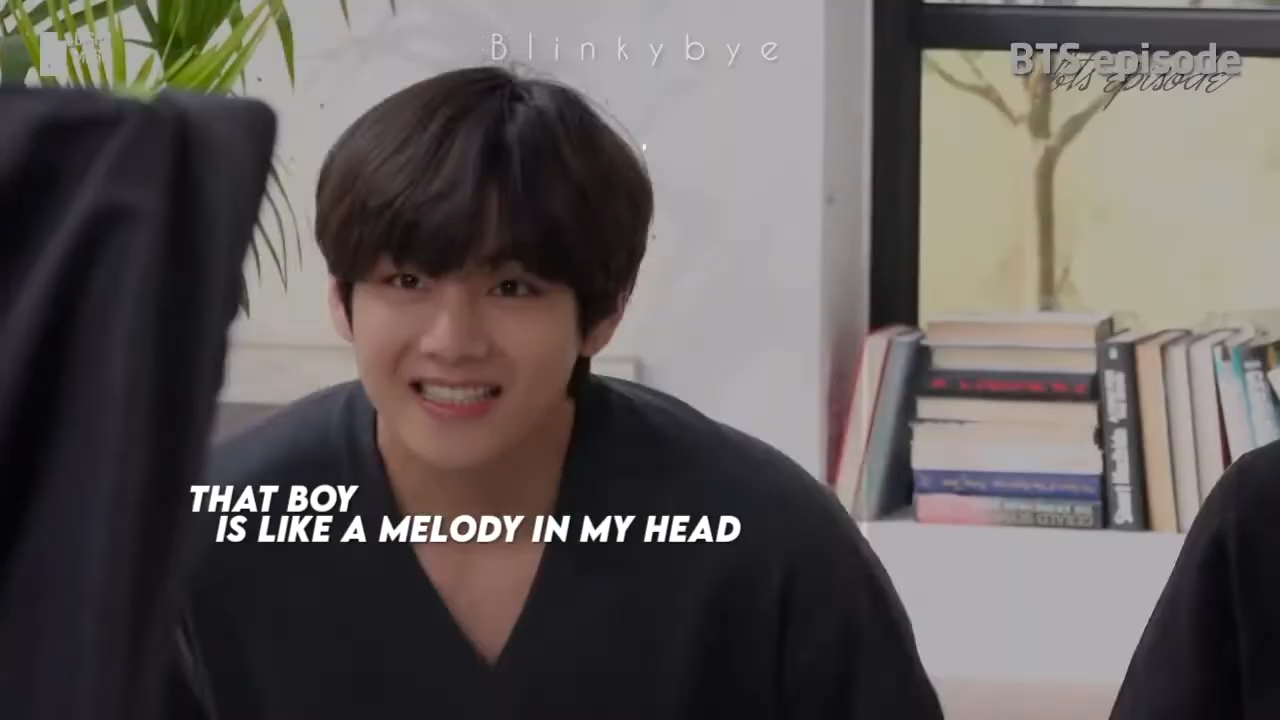 Blinkybye
BTS episode
bts episode
THAT BOY
IS LIKE A MELODY IN MY HEAD